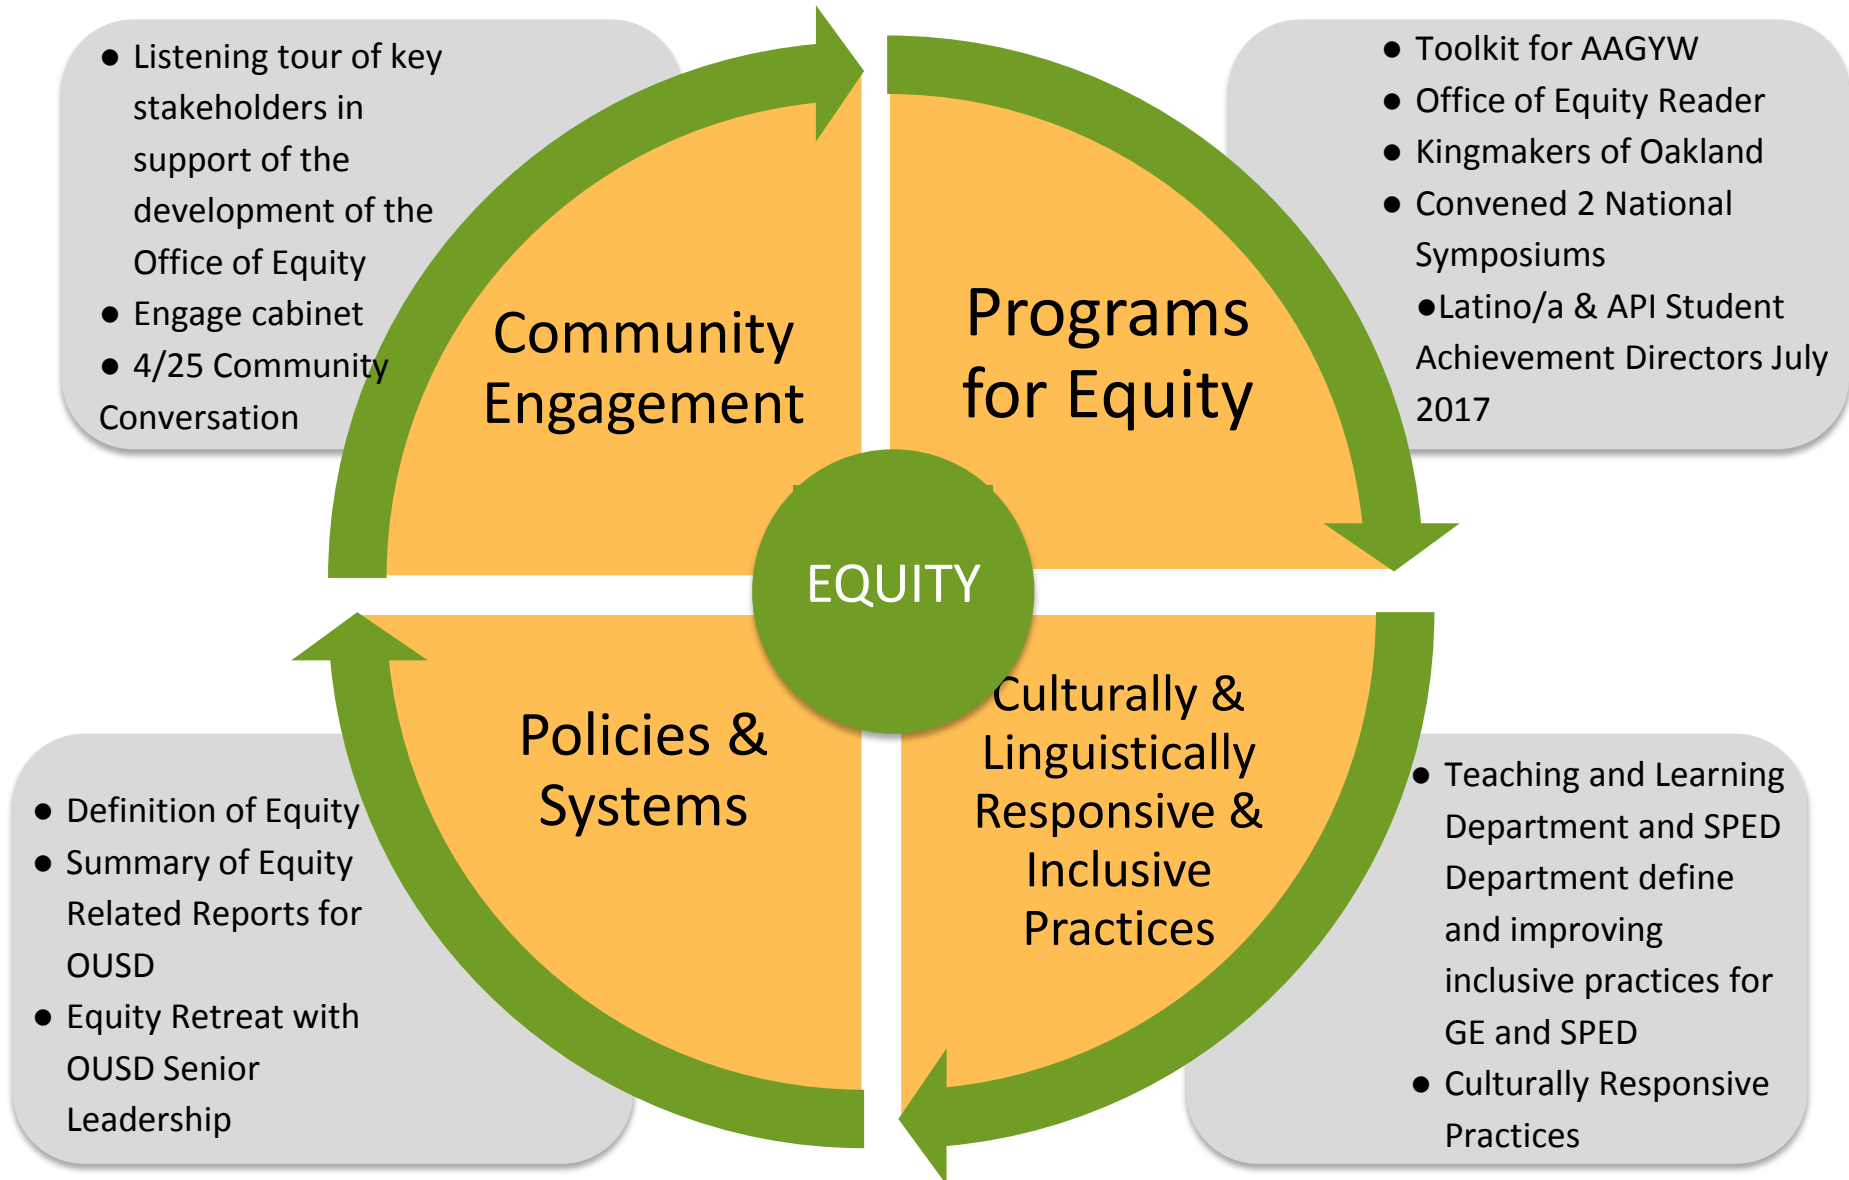 ● Listening tour of key
stakeholders in
support of the
development of the
Office of Equity
● Engage cabinet
● 4/25 Community
Conversation
● Toolkit for AAGYW
● Office of Equity Reader
● Kingmakers of Oakland
● Convened 2 National
Symposiums
●Latino/a & API Student
Achievement Directors July
2017
Community
Engagement
Programs
for Equity
EQUITY
Policies &
Systems
Culturally &
Linguistically
Responsive &
Inclusive
Practices
● Definition of Equity
● Summary of Equity
Related Reports for
OUSD
● Equity Retreat with
OUSD Senior
Leadership
● Teaching and Learning
Department and SPED
Department define
and improving
inclusive practices for
GE and SPED
● Culturally Responsive
Practices